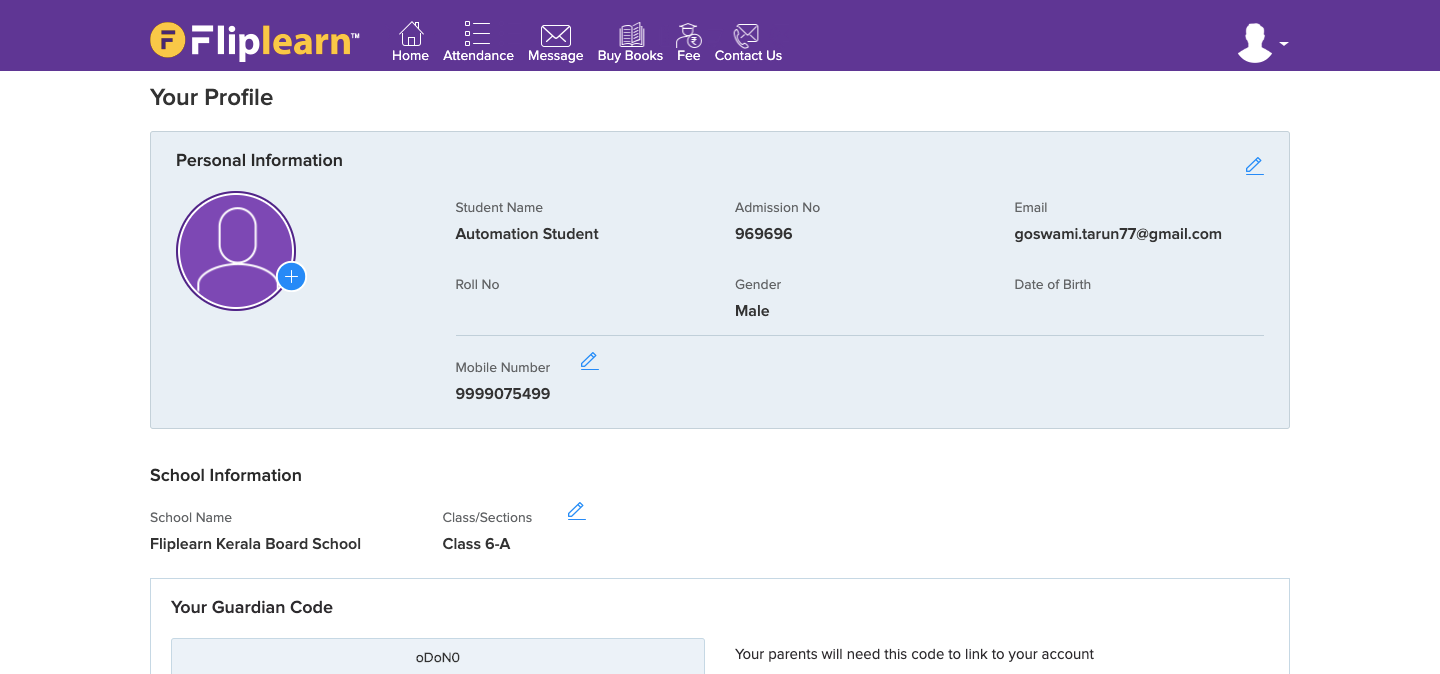 Fliplearn™
Home Attendance Message Buy Books Fee Contact Us
Your Profile
Personal Information
Student Name Admission No Email
Automation Student 969696 goswami.tarun77@gmail.com
Roll No Gender Date of Birth
Male
Mobile Number
9999075499
School Information
School Name Class/Sections
Fliplearn Kerala Board School Class 6-A
Your Guardian Code
oDoN0 Your parents will need this code to link to your account